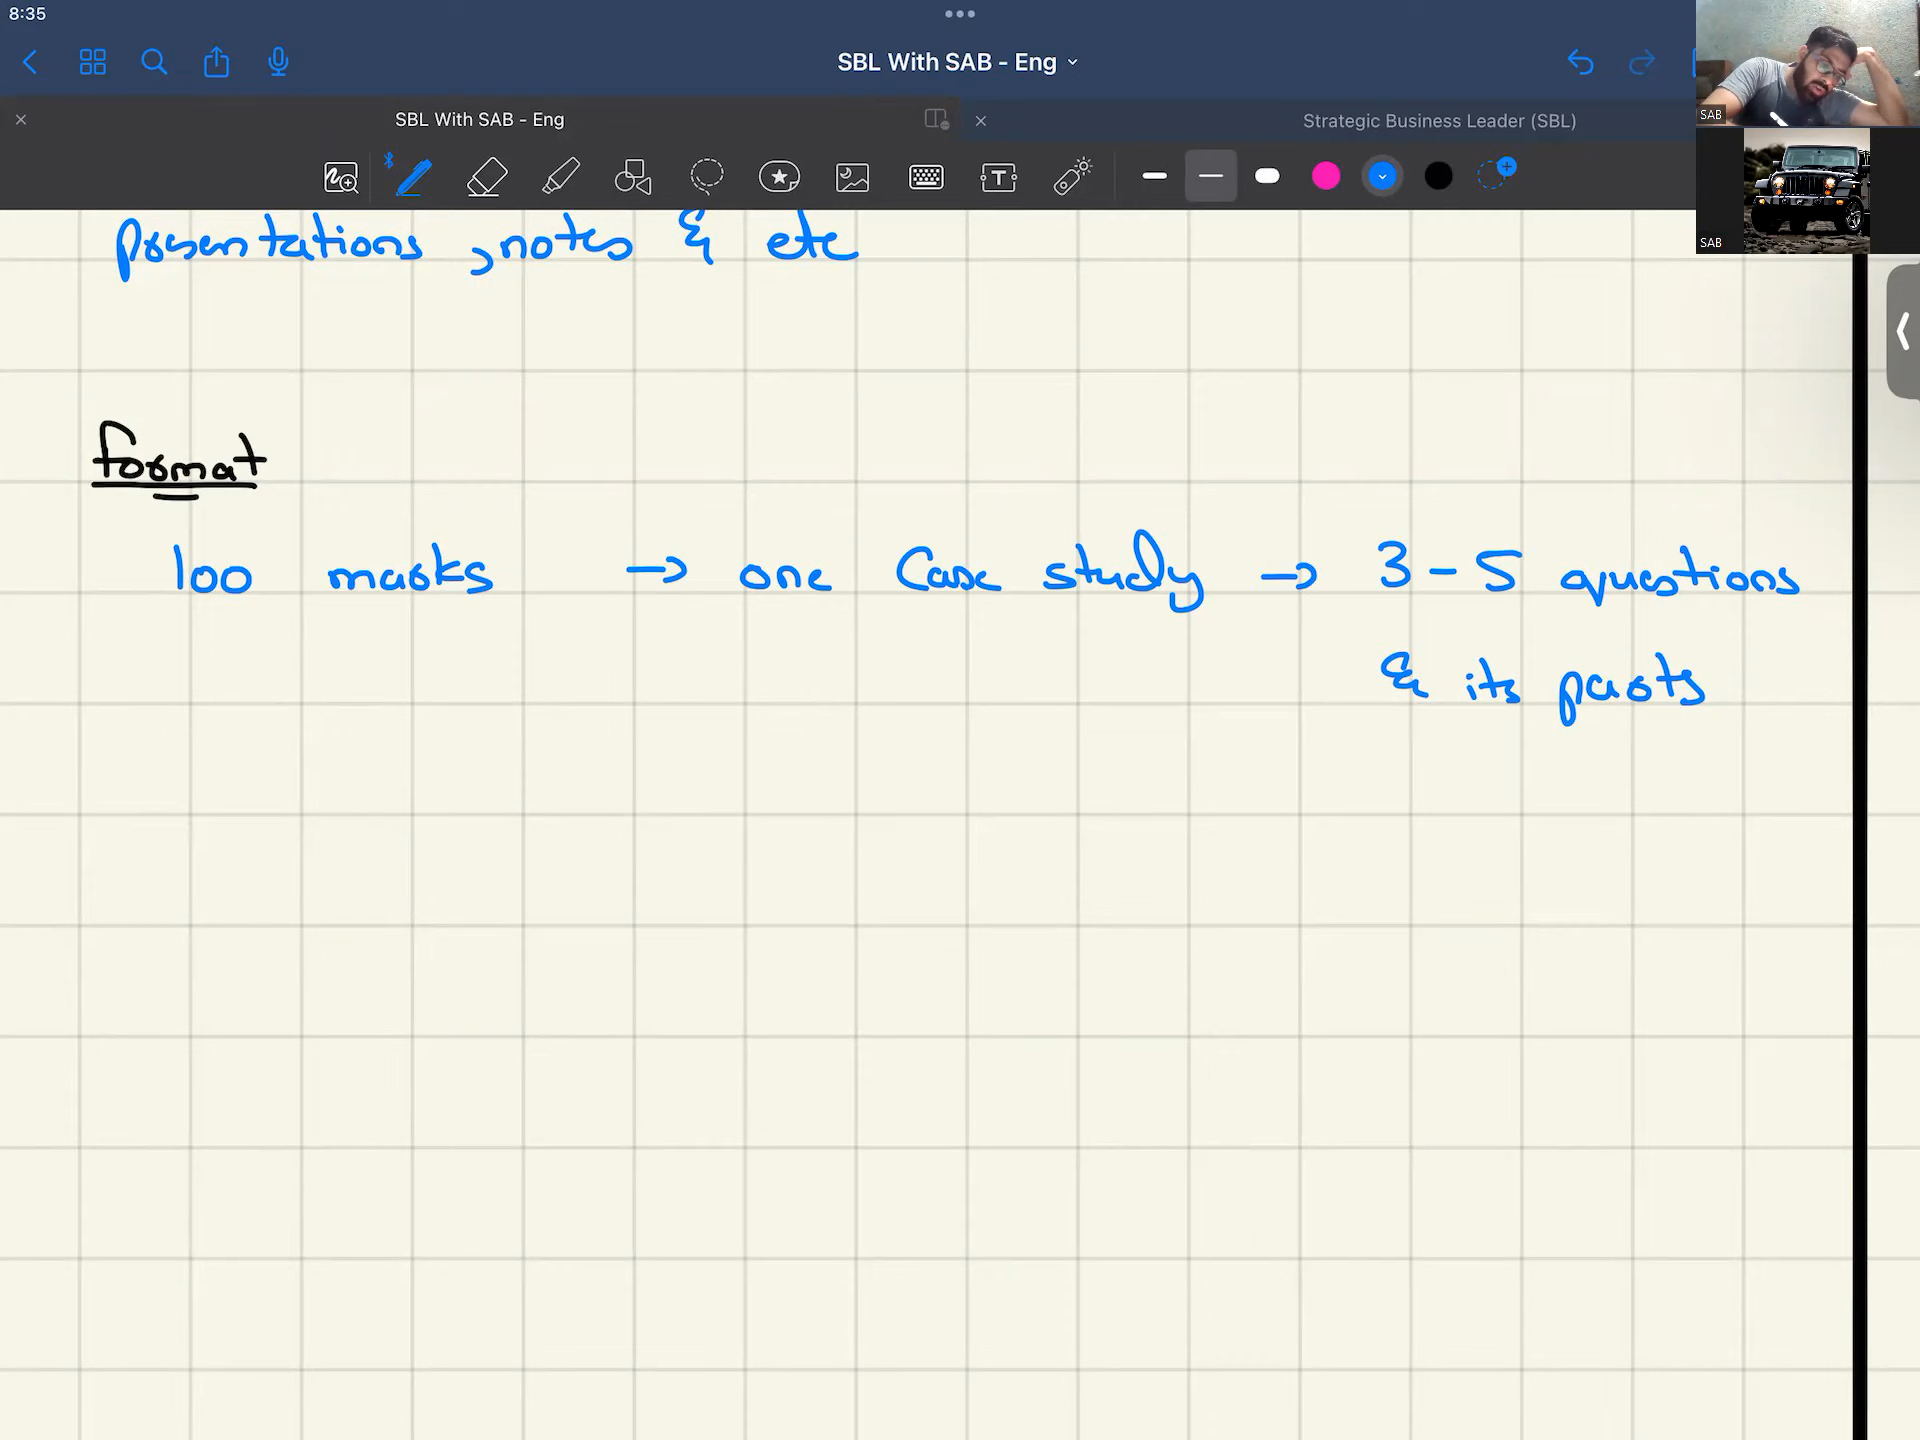 8:35
SBL With SAB - Eng
SBL With SAB - Eng
Strategic Business Leader (SBL)
SAB
SAB
presentations, notes & etc
format
100 marks → one Case study → 3 - 5 questions
& its parts